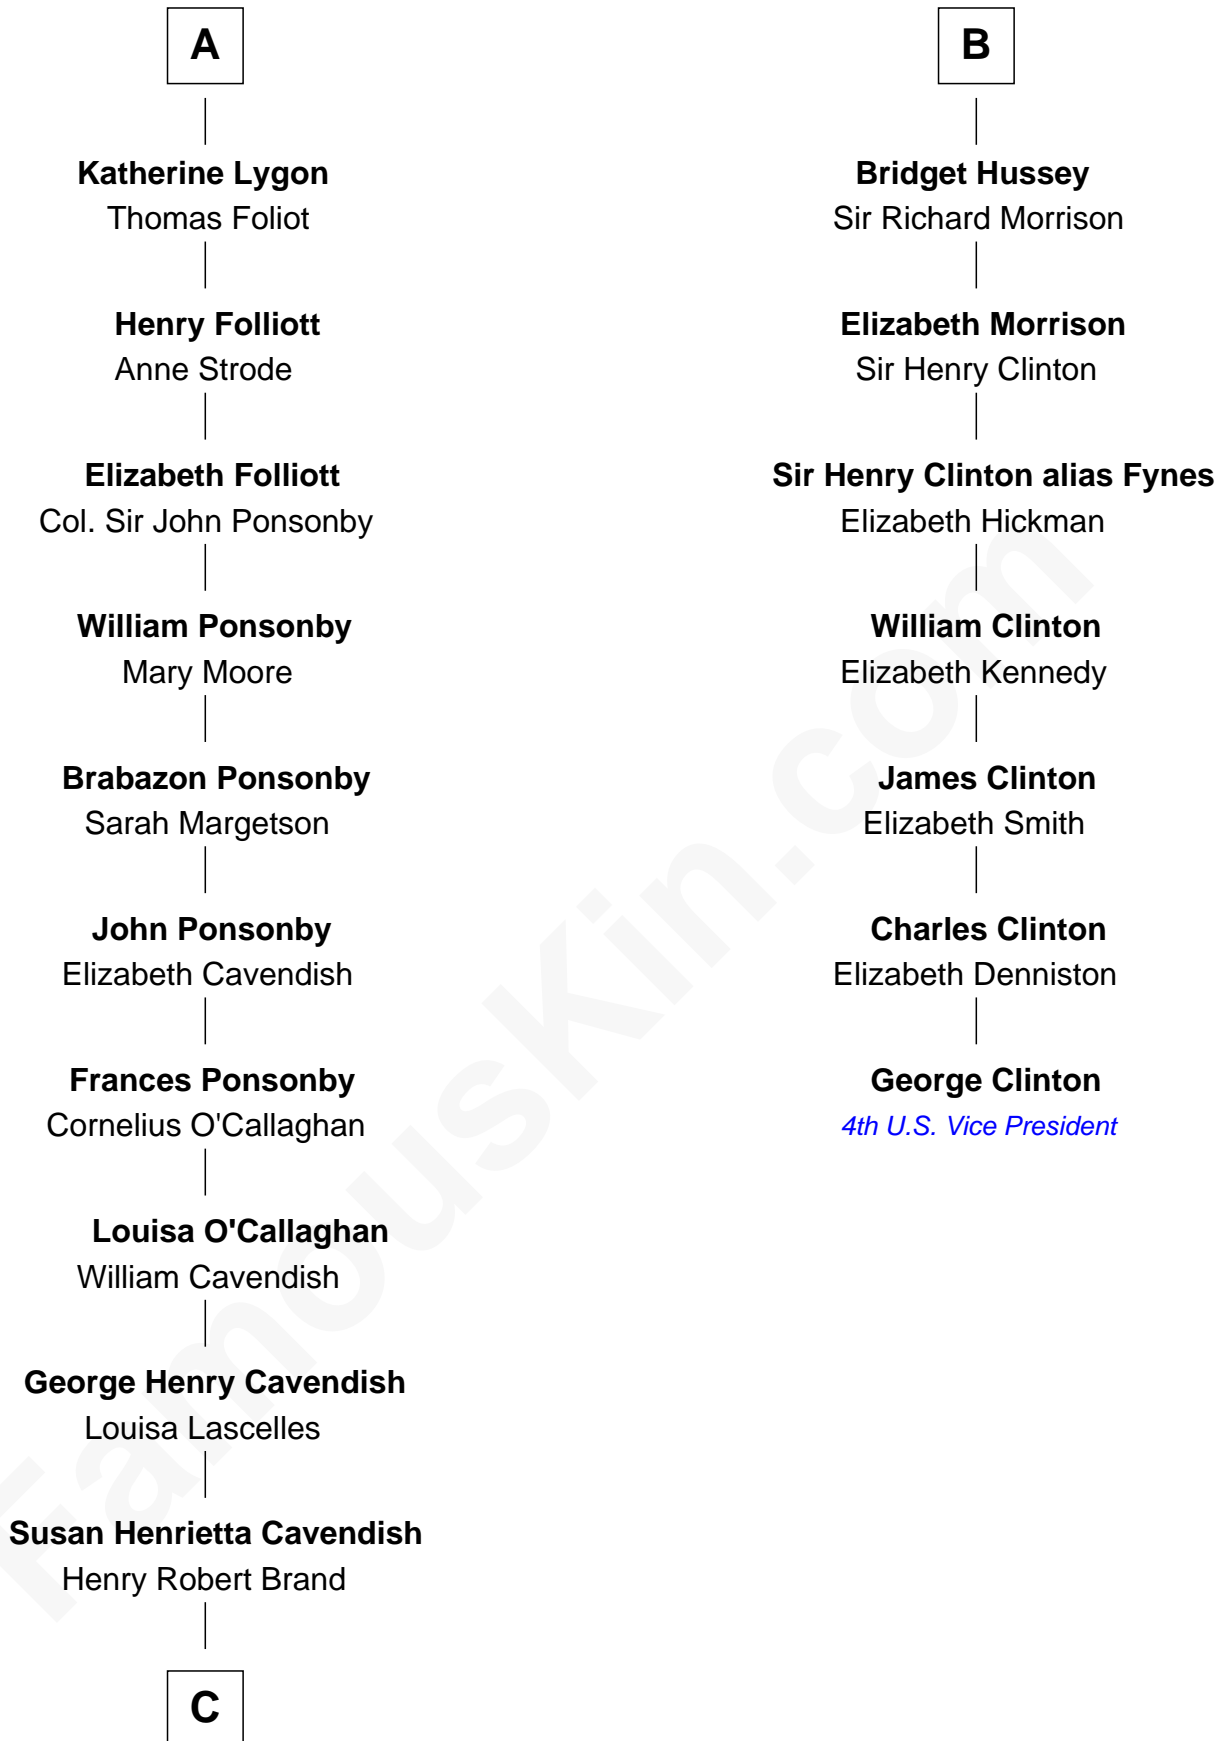 A
Katherine Lygon
Thomas Foliot
Henry Folliott
Anne Strode
Elizabeth Folliott
Col. Sir John Ponsonby
William Ponsonby
Mary Moore
Brabazon Ponsonby
Sarah Margetson
John Ponsonby
Elizabeth Cavendish
Frances Ponsonby
Cornelius O'Callaghan
Louisa O'Callaghan
William Cavendish
George Henry Cavendish
Louisa Lascelles
Susan Henrietta Cavendish
Henry Robert Brand
C
B
Bridget Hussey
Sir Richard Morrison
Elizabeth Morrison
Sir Henry Clinton
Sir Henry Clinton alias Fynes
Elizabeth Hickman
William Clinton
Elizabeth Kennedy
James Clinton
Elizabeth Smith
Charles Clinton
Elizabeth Denniston
George Clinton
4th U.S. Vice President
FamousKin.com